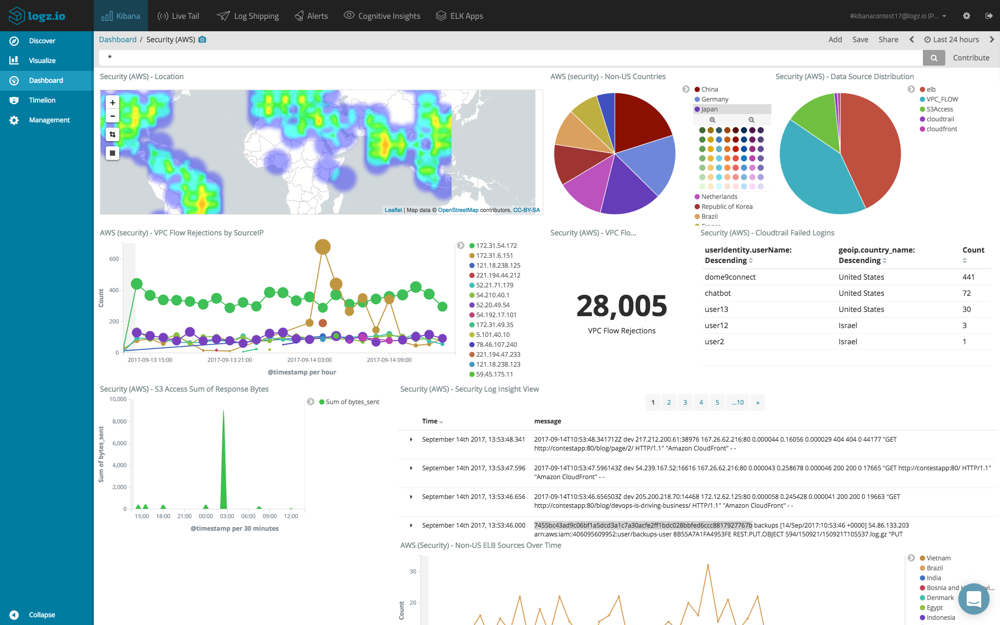 logz.io
Kibana
Live Tail
Log Shipping
Alerts
Cognitive Insights
ELK Apps
#kibanacontest17@logz.io (P...
Discover
Visualize
Dashboard
Timelion
Management
Collapse
Dashboard / Security (AWS)
Add Save Share Last 24 hours
*
Contribute
Security (AWS) - Location
+
-
Leaflet | Map data © OpenStreetMap contributors, CC-BY-SA
AWS (security) - Non-US Countries
China
Germany
Japan
Netherlands
Republic of Korea
Brazil
Security (AWS) - Data Source Distribution
elb
VPC_FLOW
S3Access
cloudtrail
cloudfront
AWS (security) - VPC Flow Rejections by SourceIP
Count
600
400
200
0
2017-09-13 15:00 2017-09-13 21:00 2017-09-14 03:00 2017-09-14 09:00
@timestamp per hour
172.31.54.172
172.31.6.151
121.18.238.125
221.194.44.212
52.21.71.179
54.210.40.1
52.20.49.54
54.192.17.101
172.31.49.35
5.101.40.10
78.46.107.240
221.194.47.233
121.18.238.123
59.45.175.11
Security (AWS) - VPC Flo...
28,005
VPC Flow Rejections
Security (AWS) - Cloudtrail Failed Logins
userIdentity.userName: Descending geoip.country_name: Descending Count
dome9connect United States 441
chatbot United States 72
user13 United States 30
user12 Israel 3
user2 Israel 1
Security (AWS) - S3 Access Sum of Response Bytes
Sum of bytes_sent
10,000
8,000
6,000
4,000
2,000
0
15:00 18:00 21:00 00:00 03:00 06:00 09:00 12:00
@timestamp per 30 minutes
Sum of bytes_sent
Security (AWS) - Security Log Insight View
1 2 3 4 5 ...10 »
Time message
September 14th 2017, 13:53:48.341 2017-09-14T10:53:48.341712Z dev 217.212.200.61:38976 167.26.62.216:80 0.000044 0.16056 0.000029 404 404 0 44177 "GET
http://contestapp:80/blog/page/2/ HTTP/1.1" "Amazon CloudFront" - -
September 14th 2017, 13:53:47.596 2017-09-14T10:53:47.596143Z dev 54.239.167.52:16616 167.26.62.216:80 0.000043 0.258678 0.000046 200 200 0 17665 "GET http://contestapp:80/ HTTP/1.1"
"Amazon CloudFront" - -
September 14th 2017, 13:53:46.656 2017-09-14T10:53:46.656503Z dev 205.200.218.70:14468 172.12.62.125:80 0.000058 0.245428 0.000041 200 200 0 19663 "GET
http://contestapp:80/blog/devops-is-driving-business/ HTTP/1.1" "Amazon CloudFront" - -
September 14th 2017, 13:53:46.000 7455bc43ad9c06bf1a5dcd3a1c7a30acfe2ff1bdc028bbfed6ccc8817927767b backups [14/Sep/2017:10:53:46 +0000] 54.86.133.203
arn:aws:iam::406095609952:user/backups-user 8B55A7A1FA4953FE REST.PUT.OBJECT 594/150921/150921T105537.log.gz "PUT
AWS (Security) - Non-US ELB Sources Over Time
Count
30
20
Vietnam
Brazil
India
Bosnia and
Denmark
Egypt
Indonesia